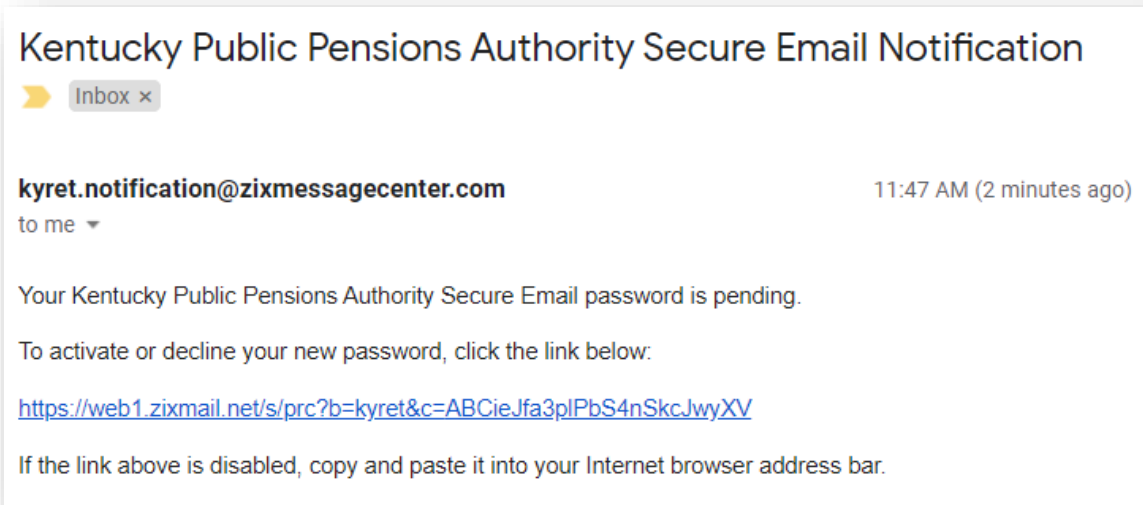 Kentucky Public Pensions Authority Secure Email Notification
Inbox ×
kyret.notification@zixmessagecenter.com 11:47 AM (2 minutes ago)
to me
Your Kentucky Public Pensions Authority Secure Email password is pending.
To activate or decline your new password, click the link below:
https://web1.zixmail.net/s/prc?b=kyret&c=ABCieJfa3plPbS4nSkcJwyXV
If the link above is disabled, copy and paste it into your Internet browser address bar.